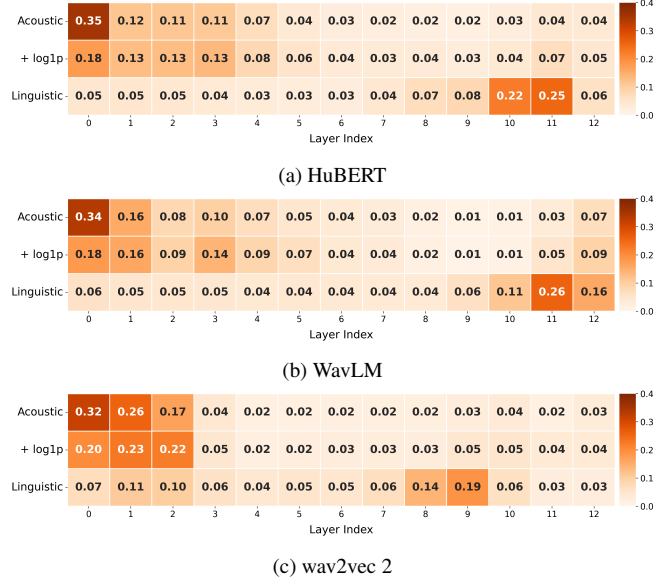 Acoustic 0.35 0.12 0.11 0.11 0.07 0.04 0.03 0.02 0.02 0.02 0.03 0.04 0.04
+ log1p 0.18 0.13 0.13 0.13 0.08 0.06 0.04 0.03 0.03 0.03 0.04 0.07 0.05
Linguistic 0.05 0.05 0.05 0.04 0.03 0.03 0.03 0.04 0.07 0.08 0.22 0.25 0.06
0 1 2 3 4 5 6 7 8 9 10 11 12
Layer Index
0.4
0.3
0.2
0.1
0.0
(a) HuBERT
Acoustic 0.34 0.16 0.08 0.10 0.07 0.05 0.04 0.03 0.02 0.01 0.01 0.03 0.07
+ log1p 0.18 0.16 0.09 0.14 0.09 0.07 0.04 0.04 0.02 0.01 0.01 0.05 0.09
Linguistic 0.06 0.05 0.05 0.05 0.04 0.04 0.04 0.04 0.04 0.06 0.11 0.26 0.16
0 1 2 3 4 5 6 7 8 9 10 11 12
Layer Index
0.4
0.3
0.2
0.1
0.0
(b) WavLM
Acoustic 0.32 0.26 0.17 0.04 0.02 0.02 0.02 0.02 0.02 0.03 0.04 0.02 0.03
+ log1p 0.20 0.23 0.22 0.05 0.02 0.02 0.03 0.03 0.03 0.05 0.05 0.04 0.04
Linguistic 0.07 0.11 0.10 0.06 0.04 0.05 0.05 0.06 0.14 0.19 0.06 0.03 0.03
0 1 2 3 4 5 6 7 8 9 10 11 12
Layer Index
0.4
0.3
0.2
0.1
0.0
(c) wav2vec 2